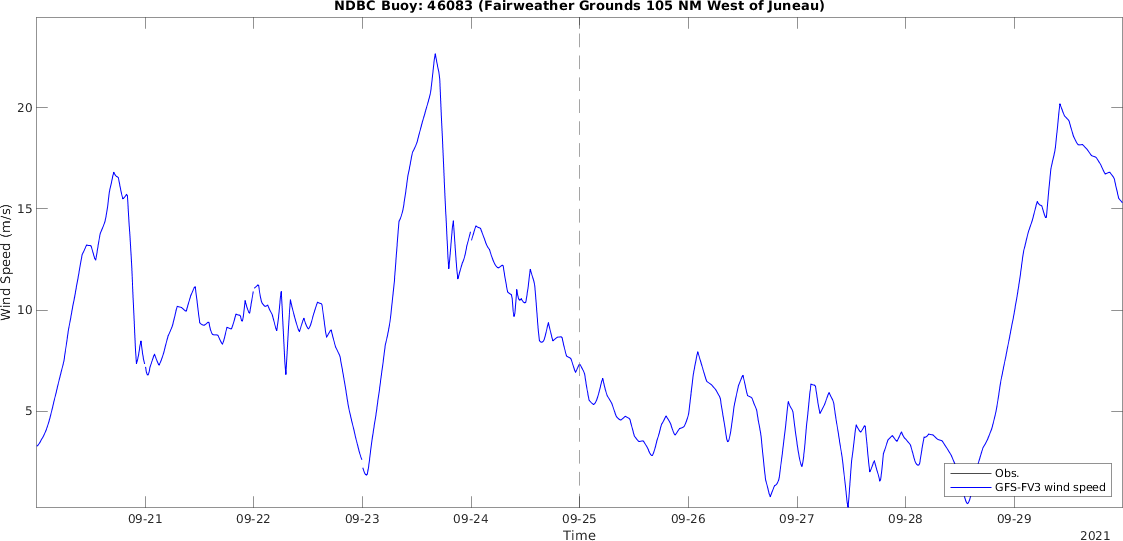 NDBC Buoy: 46083 (Fairweather Grounds 105 NM West of Juneau)
Wind Speed (m/s)
20
15
10
5
Obs.
GFS-FV3 wind speed
09-21 09-22 09-23 09-24 09-25 09-26 09-27 09-28 09-29
Time
2021